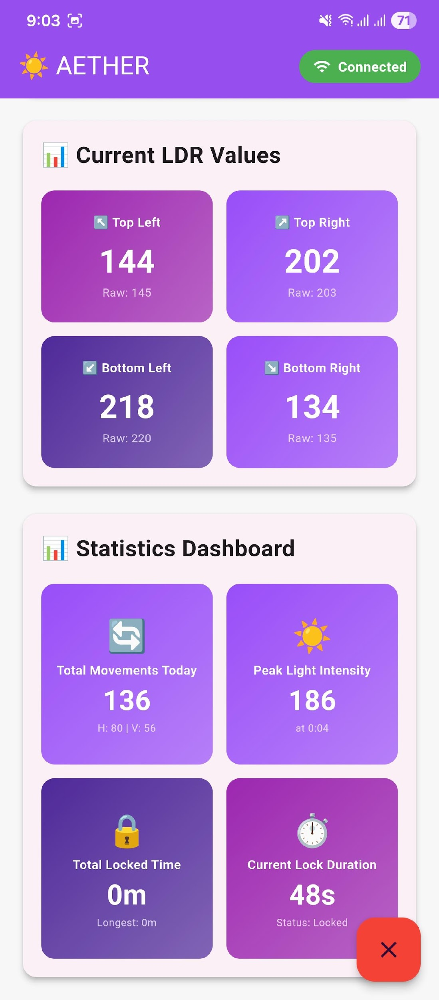 9:03
71
AETHER
Connected
Current LDR Values
Top Left
144
Raw: 145
Top Right
202
Raw: 203
Bottom Left
218
Raw: 220
Bottom Right
134
Raw: 135
Statistics Dashboard
Total Movements Today
136
H: 80 | V: 56
Peak Light Intensity
186
at 0:04
Total Locked Time
0m
Longest: 0m
Current Lock Duration
48s
Status: Locked